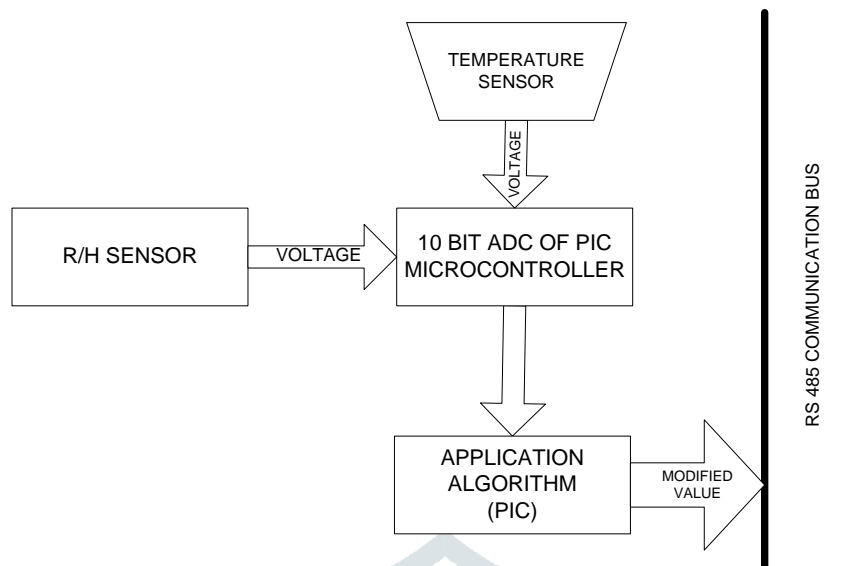 TEMPERATURE
SENSOR
VOLTAGE
R/H SENSOR
VOLTAGE
10 BIT ADC OF PIC
MICROCONTROLLER
APPLICATION
ALGORITHM
(PIC)
MODIFIED
VALUE
RS 485 COMMUNICATION BUS